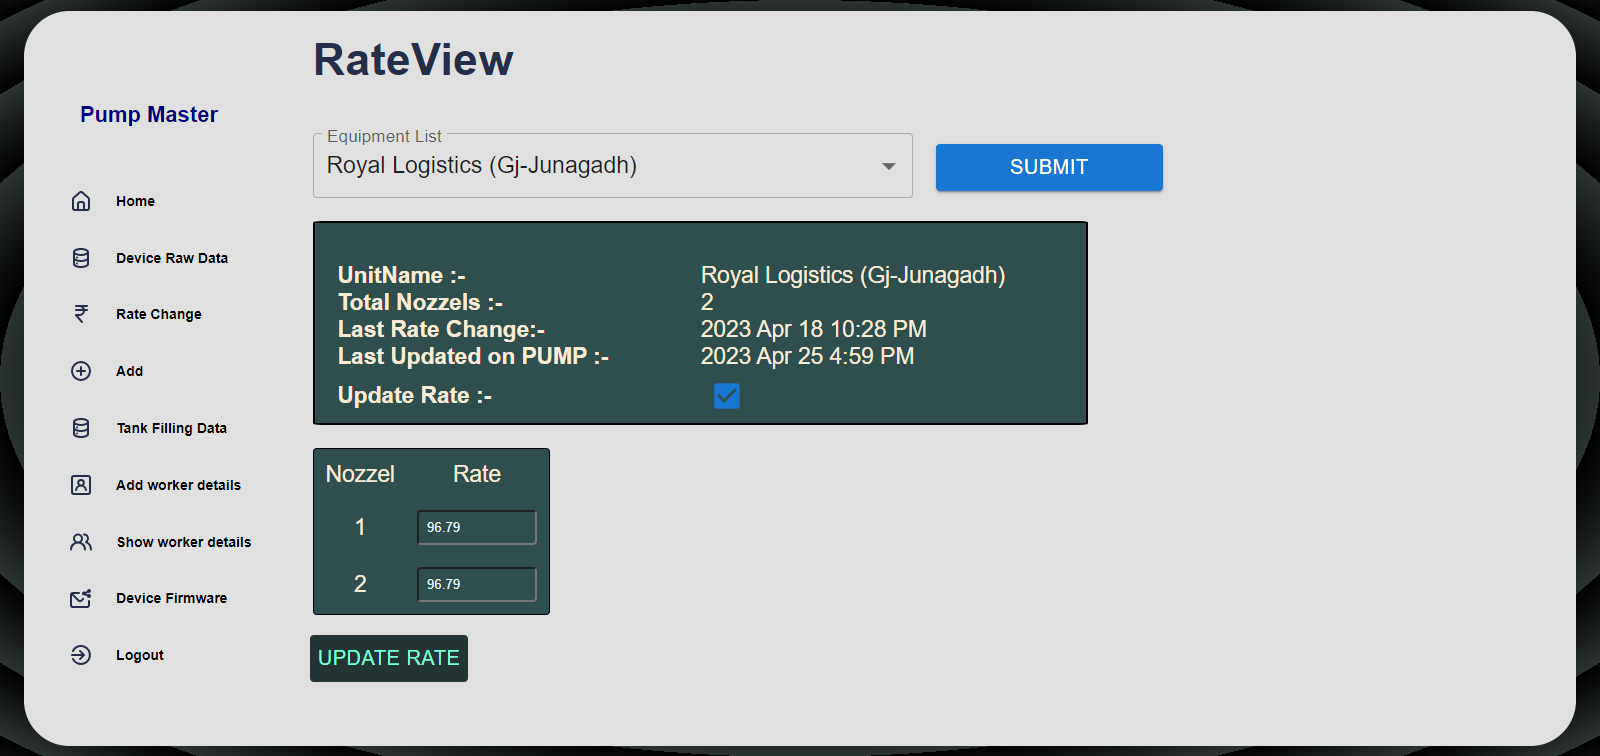 RateView
Pump Master
Home
Device Raw Data
Rate Change
Add
Tank Filling Data
Add worker details
Show worker details
Device Firmware
Logout
Equipment List
Royal Logistics (Gj-Junagadh)
SUBMIT
UnitName :- Royal Logistics (Gj-Junagadh)
Total Nozzels :- 2
Last Rate Change:- 2023 Apr 18 10:28 PM
Last Updated on PUMP :- 2023 Apr 25 4:59 PM
Update Rate :-
Nozzel Rate
1 96.79
2 96.79
UPDATE RATE